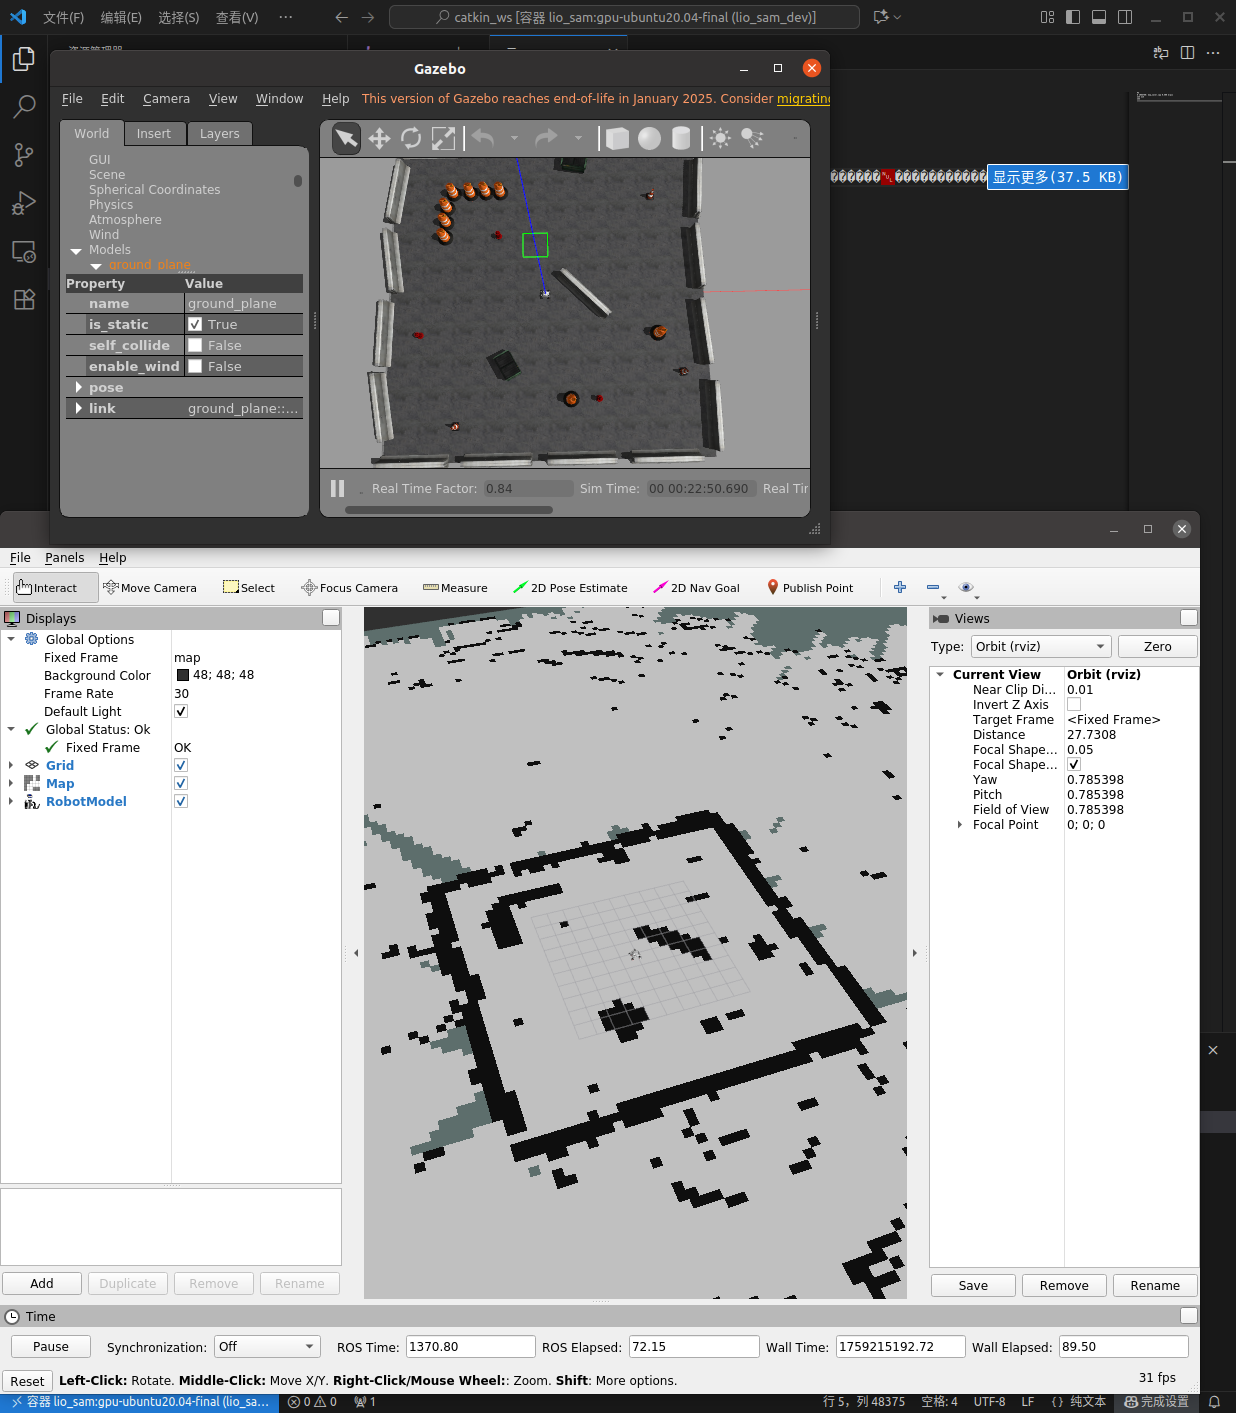 文件(F) 编辑(E) 选择(S) 查看(V) ··· catkin_ws [容器 lio_sam:gpu-ubuntu20.04-final (lio_sam_dev)]
Gazebo
File Edit Camera View Window Help This version of Gazebo reaches end-of-life in January 2025. Consider migrating
World Insert Layers
GUI
Scene
Spherical Coordinates
Physics
Atmosphere
Wind
Models
ground_plane
Property Value
name ground_plane
is_static True
self_collide False
enable_wind False
pose
link ground_plane::...
Real Time Factor: 0.84 Sim Time: 00 00:22:50.690 Real Tir
显示更多(37.5 KB)
File Panels Help
Interact Move Camera Select Focus Camera Measure 2D Pose Estimate 2D Nav Goal Publish Point
Displays
Global Options
Fixed Frame map
Background Color 48; 48; 48
Frame Rate 30
Default Light
Global Status: Ok
Fixed Frame OK
Grid
Map
RobotModel
Add Duplicate Remove Rename
Views
Type: Orbit (rviz) Zero
Current View Orbit (rviz)
Near Clip Di... 0.01
Invert Z Axis
Target Frame <Fixed Frame>
Distance 27.7308
Focal Shape... 0.05
Focal Shape...
Yaw 0.785398
Pitch 0.785398
Field of View 0.785398
Focal Point 0; 0; 0
Save Remove Rename
Time
Pause Synchronization: Off ROS Time: 1370.80 ROS Elapsed: 72.15 Wall Time: 1759215192.72 Wall Elapsed: 89.50
Reset Left-Click: Rotate. Middle-Click: Move X/Y. Right-Click/Mouse Wheel:: Zoom. Shift: More options. 31 fps
容器 lio_sam:gpu-ubuntu20.04-final (lio_sa... 0 0 1 行 5，列 48375 空格: 4 UTF-8 LF {} 纯文本 完成设置